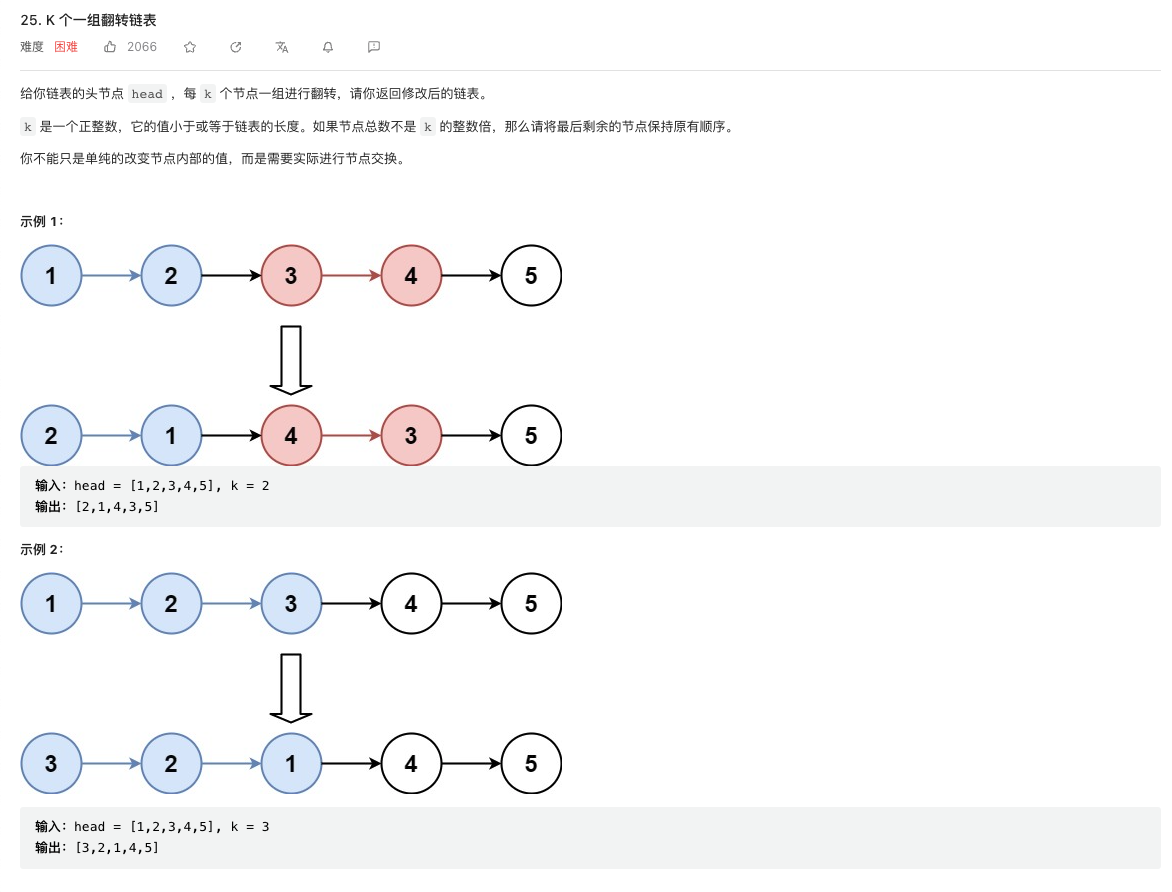 25. K 个一组翻转链表
难度 困难 2066
给你链表的头节点 head ，每 k 个节点一组进行翻转，请你返回修改后的链表。
k 是一个正整数，它的值小于或等于链表的长度。如果节点总数不是 k 的整数倍，那么请将最后剩余的节点保持原有顺序。
你不能只是单纯的改变节点内部的值，而是需要实际进行节点交换。
示例 1：
1 2 3 4 5
2 1 4 3 5
输入：head = [1,2,3,4,5], k = 2
输出：[2,1,4,3,5]
示例 2：
1 2 3 4 5
3 2 1 4 5
输入：head = [1,2,3,4,5], k = 3
输出：[3,2,1,4,5]